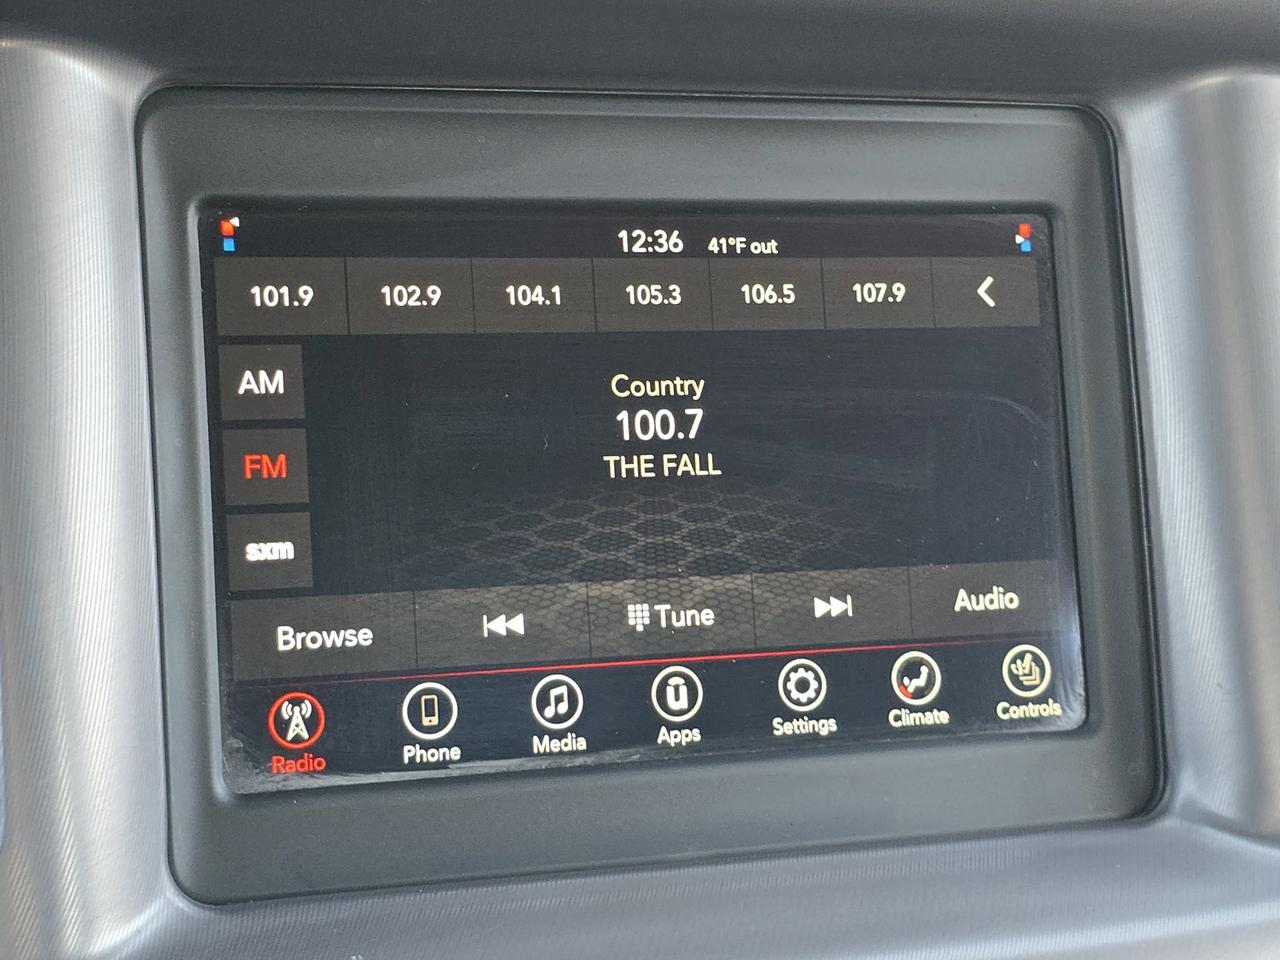 12:36 41°F out
101.9 102.9 104.1 105.3 106.5 107.9
AM
Country
100.7
FM
THE FALL
sxm
Browse Tune Audio
Radio Phone Media Apps Settings Climate Controls